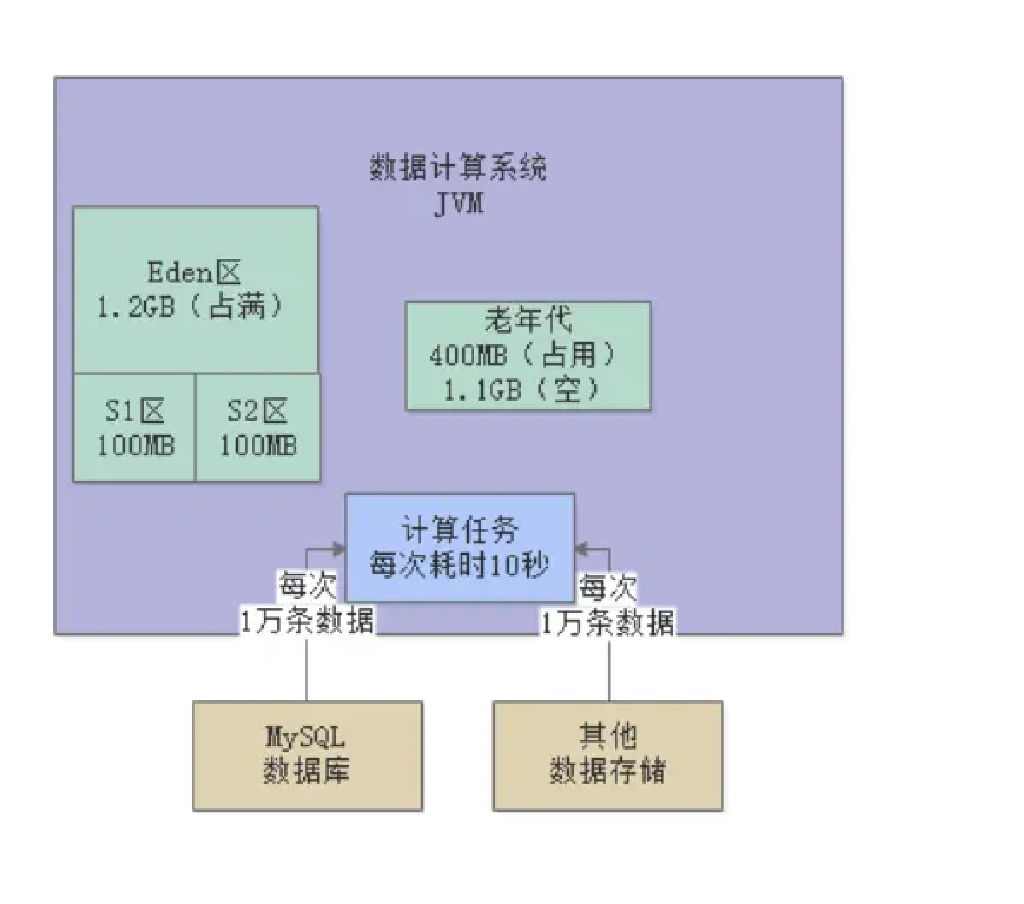 数据计算系统
JVM
Eden区
1.2GB（占满）
S1区
100MB
S2区
100MB
老年代
400MB（占用）
1.1GB（空）
计算任务
每次耗时10秒
每次
1万条数据
每次
1万条数据
MySQL
数据库
其他
数据存储